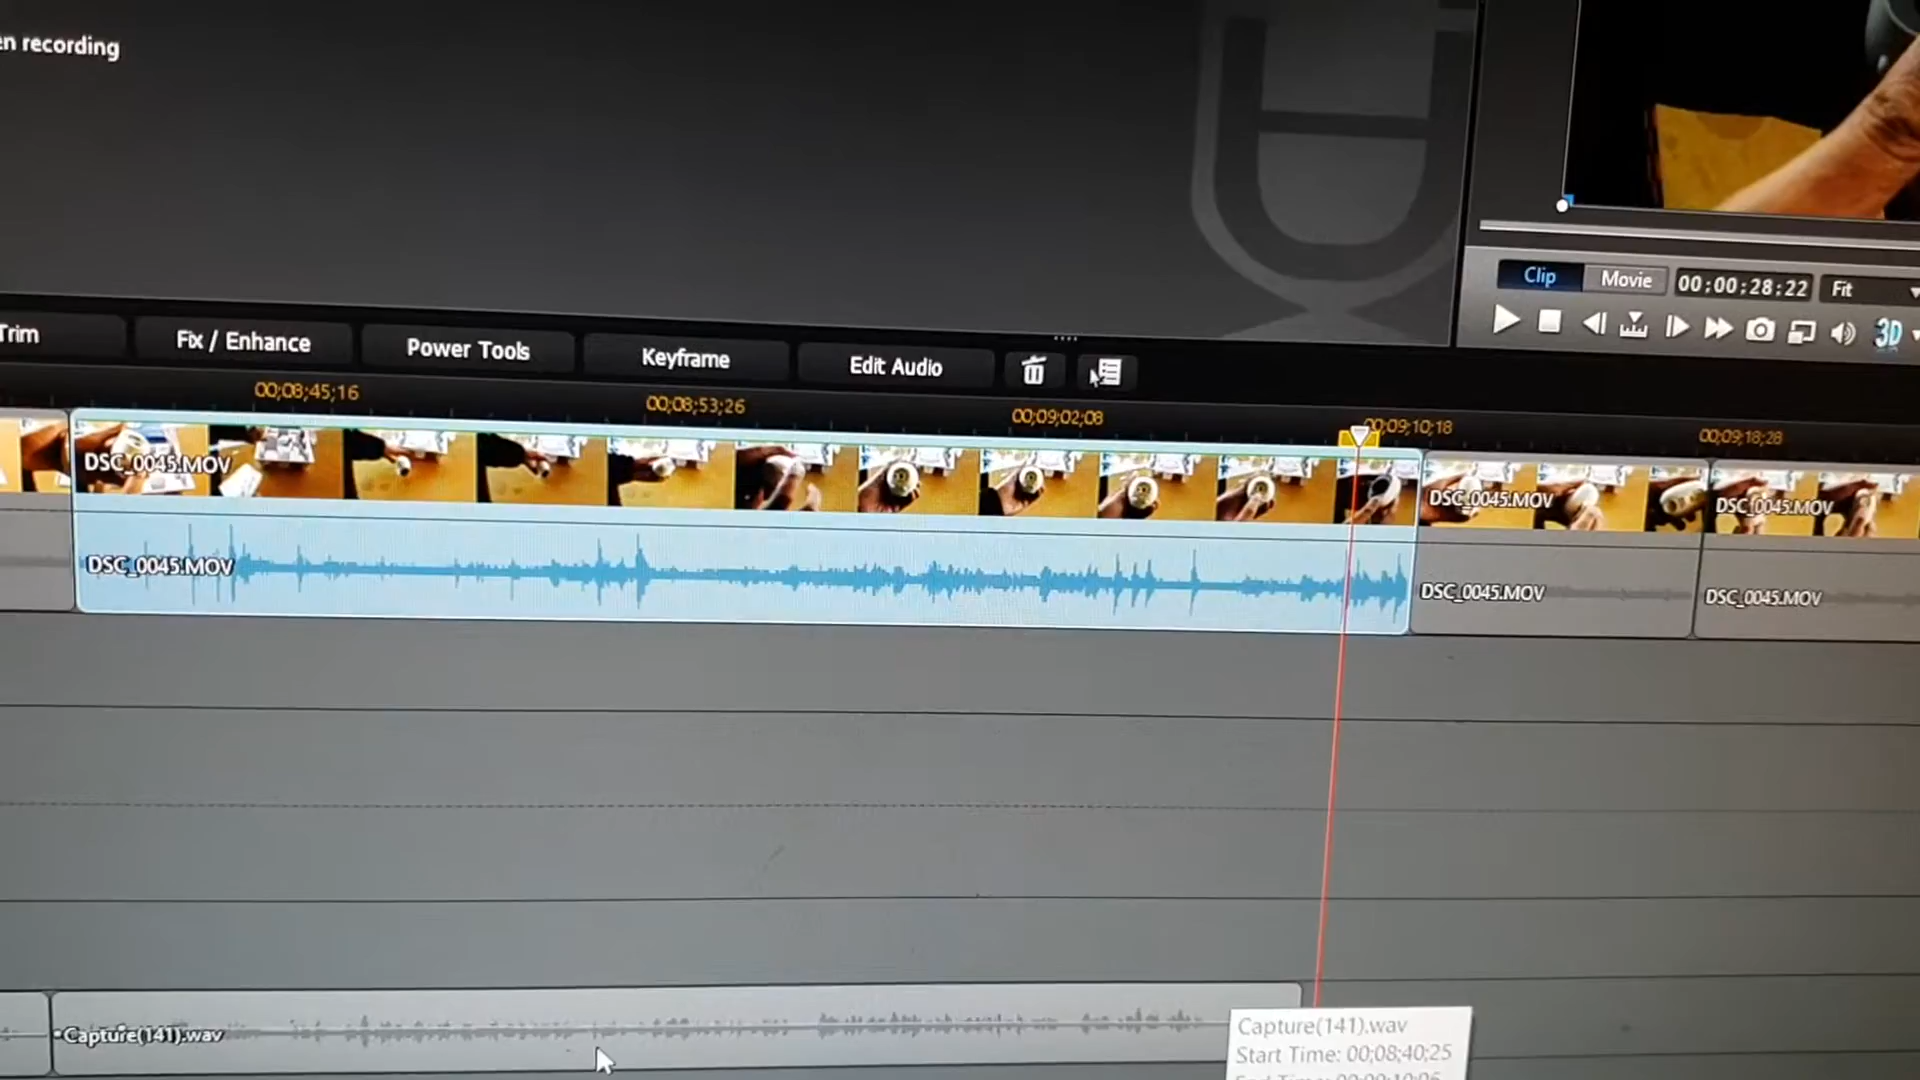 en recording
Clip
Movie
00;00;28;22
Fit
3D
Trim
Fix / Enhance
Power Tools
Keyframe
Edit Audio
00;08;45;16
00;08;53;26
00;09;02;08
00;09;10;18
00;09;18;28
DSC_0045.MOV
DSC_0045.MOV
DSC_0045.MOV
DSC_0045.MOV
DSC_0045.MOV
DSC_0045.MOV
Capture(141).wav
Capture(141).wav
Start Time: 00;08;40;25